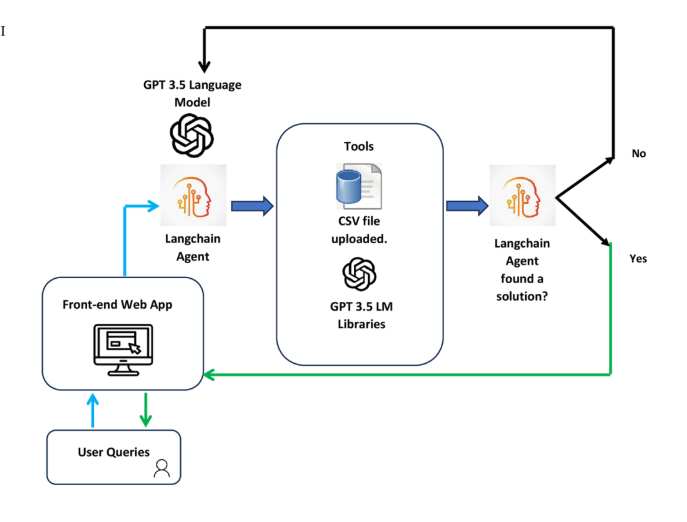 I
GPT 3.5 Language
Model
Langchain
Agent
Tools
CSV file
uploaded.
GPT 3.5 LM
Libraries
Langchain
Agent
found a
solution?
No
Yes
Front-end Web App
User Queries